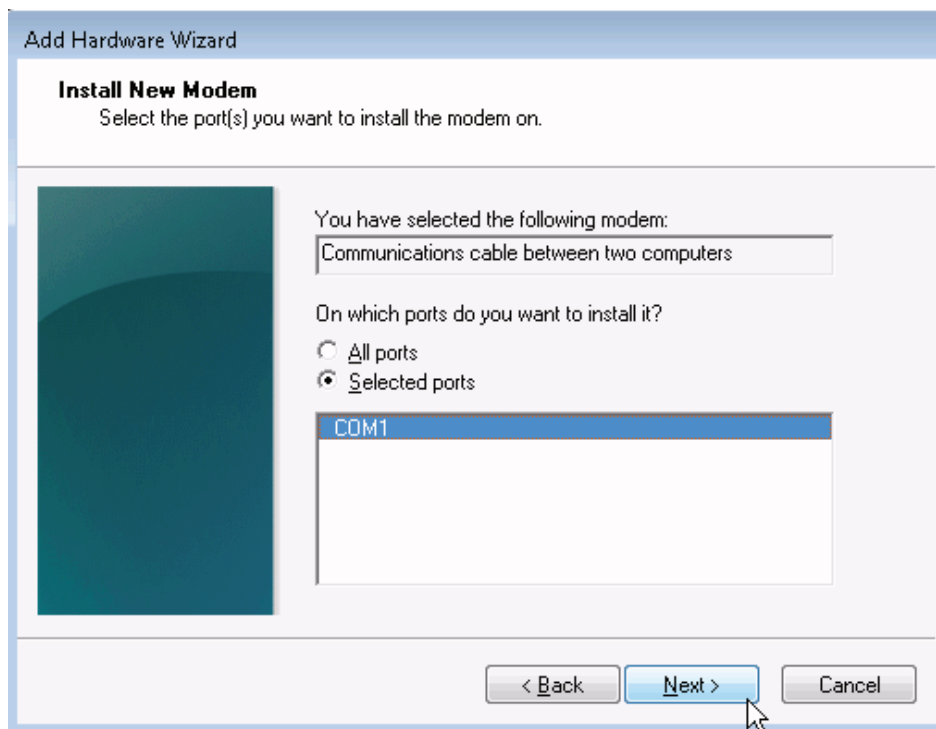 Add Hardware Wizard
Install New Modem
Select the port(s) you want to install the modem on.
You have selected the following modem:
Communications cable between two computers
On which ports do you want to install it?
All ports
Selected ports
COM1
< Back
Next >
Cancel